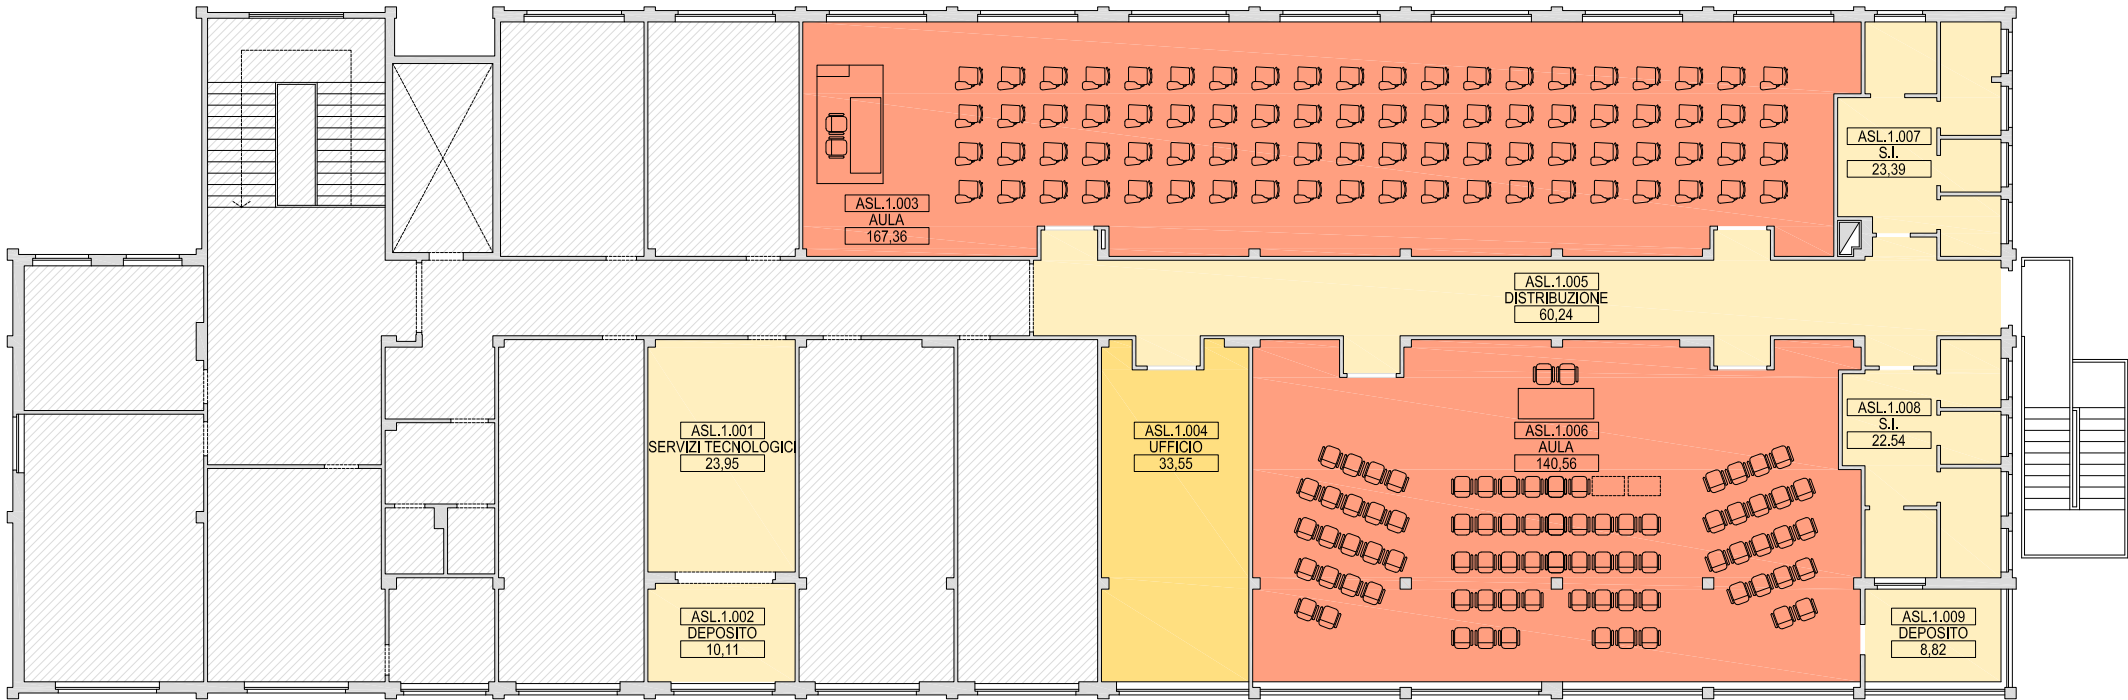 ASL.1.003
AULA
167,36
ASL.1.007
S.I.
23,39
ASL.1.005
DISTRIBUZIONE
60,24
ASL.1.001
SERVIZI TECNOLOGICI
23,95
ASL.1.004
UFFICIO
33,55
ASL.1.006
AULA
140,56
ASL.1.008
S.I.
22.54
ASL.1.002
DEPOSITO
10,11
ASL.1.009
DEPOSITO
8,82